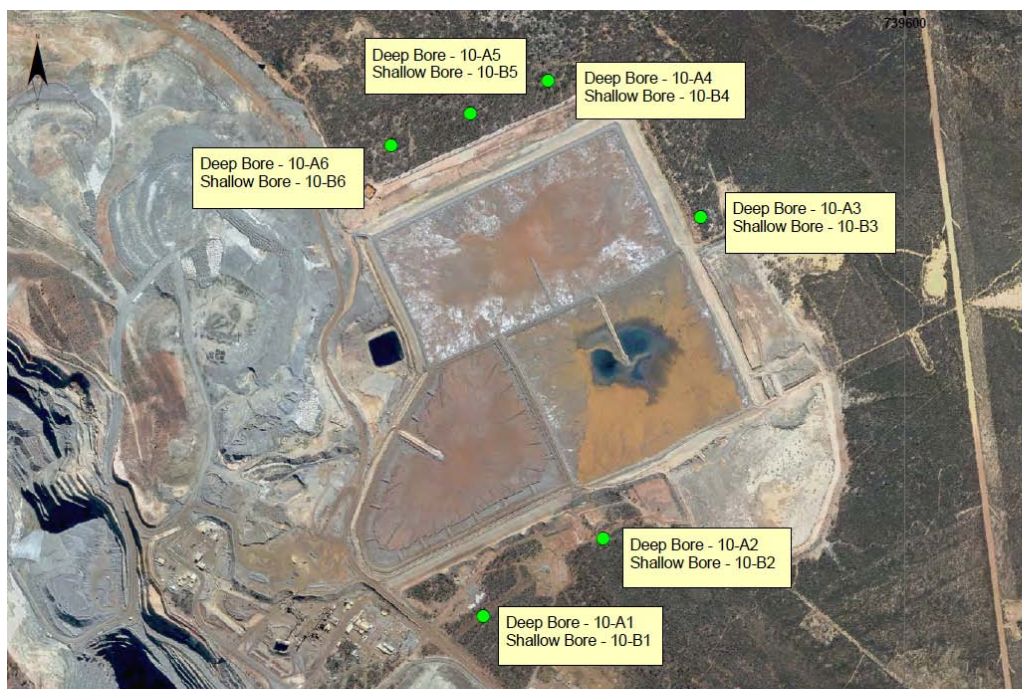 739600
N
Deep Bore - 10-A5
Shallow Bore - 10-B5
Deep Bore - 10-A4
Shallow Bore - 10-B4
Deep Bore - 10-A6
Shallow Bore - 10-B6
Deep Bore - 10-A3
Shallow Bore - 10-B3
Deep Bore - 10-A2
Shallow Bore - 10-B2
Deep Bore - 10-A1
Shallow Bore - 10-B1